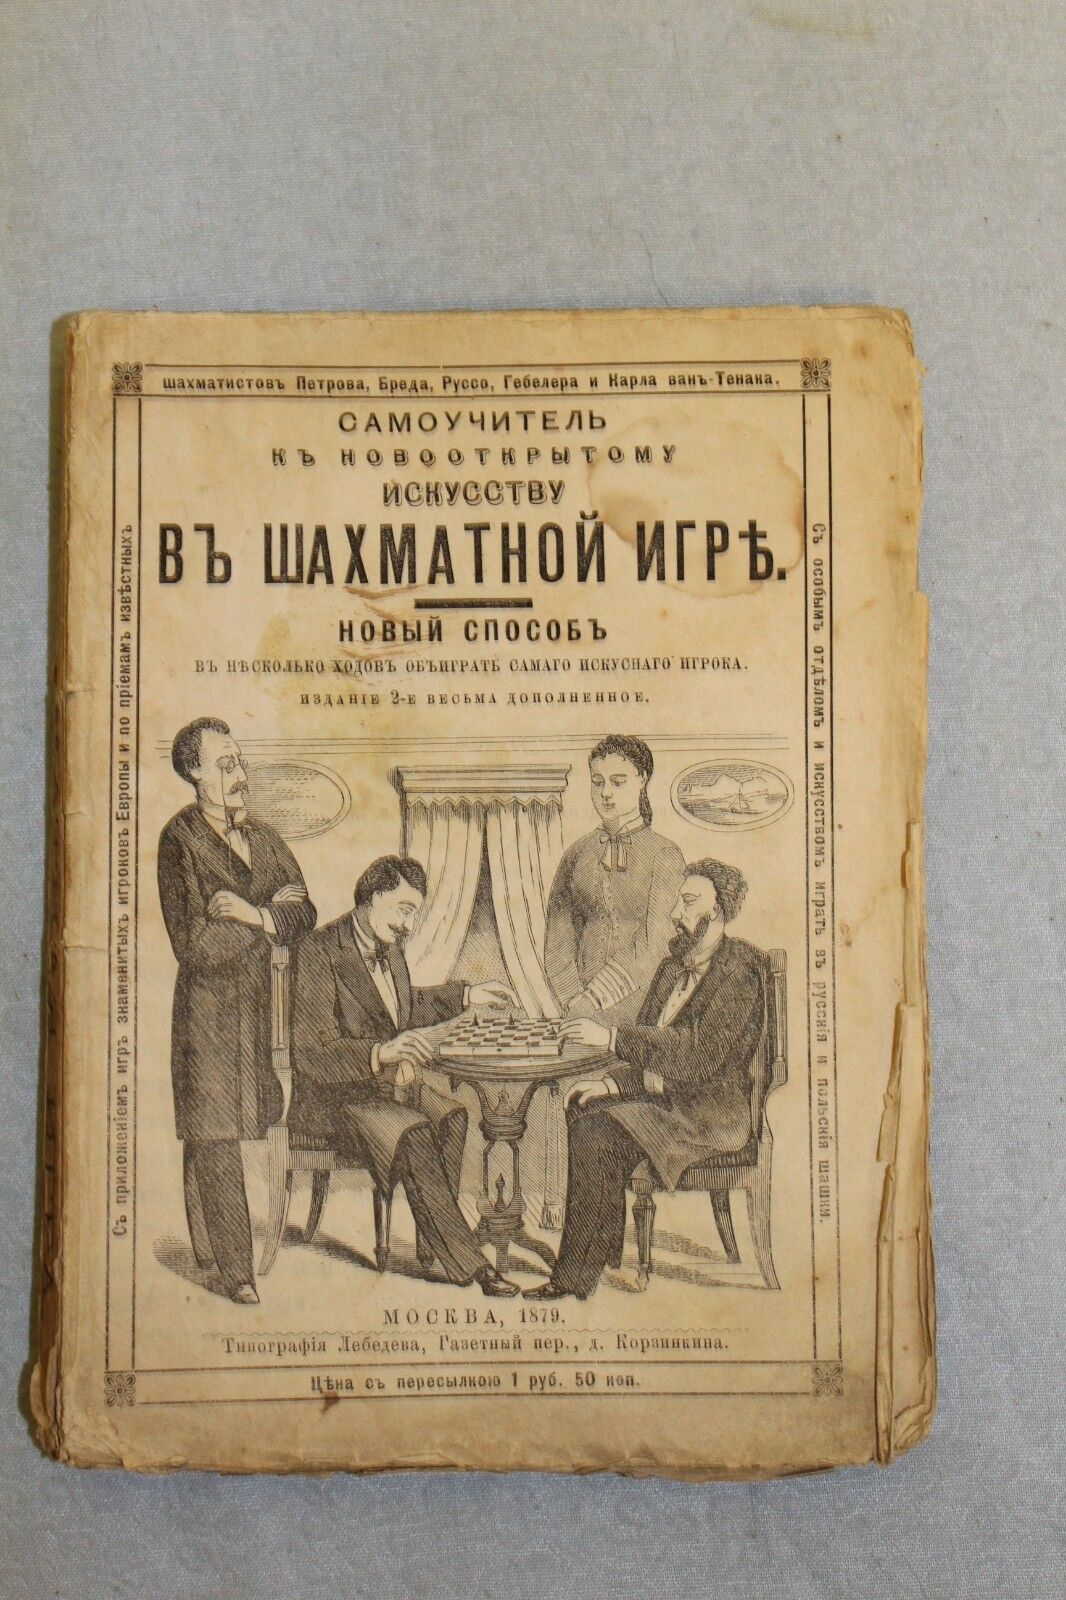 Съ приложеніемъ игръ знаменитыхъ игроковъ Европы и по пріемамъ извѣстныхъ
шахматистовъ Петрова, Бреда, Руссо, Гебелера и Карла ванъ-Тенака.
Съ особымъ отдѣломъ и искусствомъ играть въ русскія и польскія шашки.
САМОУЧИТЕЛЬ
КЪ НОВООТКРЫТОМУ
ИСКУССТВУ
ВЪ ШАХМАТНОЙ ИГРѢ.
НОВЫЙ СПОСОБЪ
ВЪ НѢСКОЛЬКО ХОДОВЪ ОБЪИГРАТЬ САМАГО ИСКУСНАГО ИГРОКА.
ИЗДАНІЕ 2-Е ВЕСЬМА ДОПОЛНЕННОЕ.
МОСКВА, 1879.
Типографія Лебедева, Газетный пер., д. Корзинкина.
Цѣна съ пересылкою 1 руб. 50 коп.